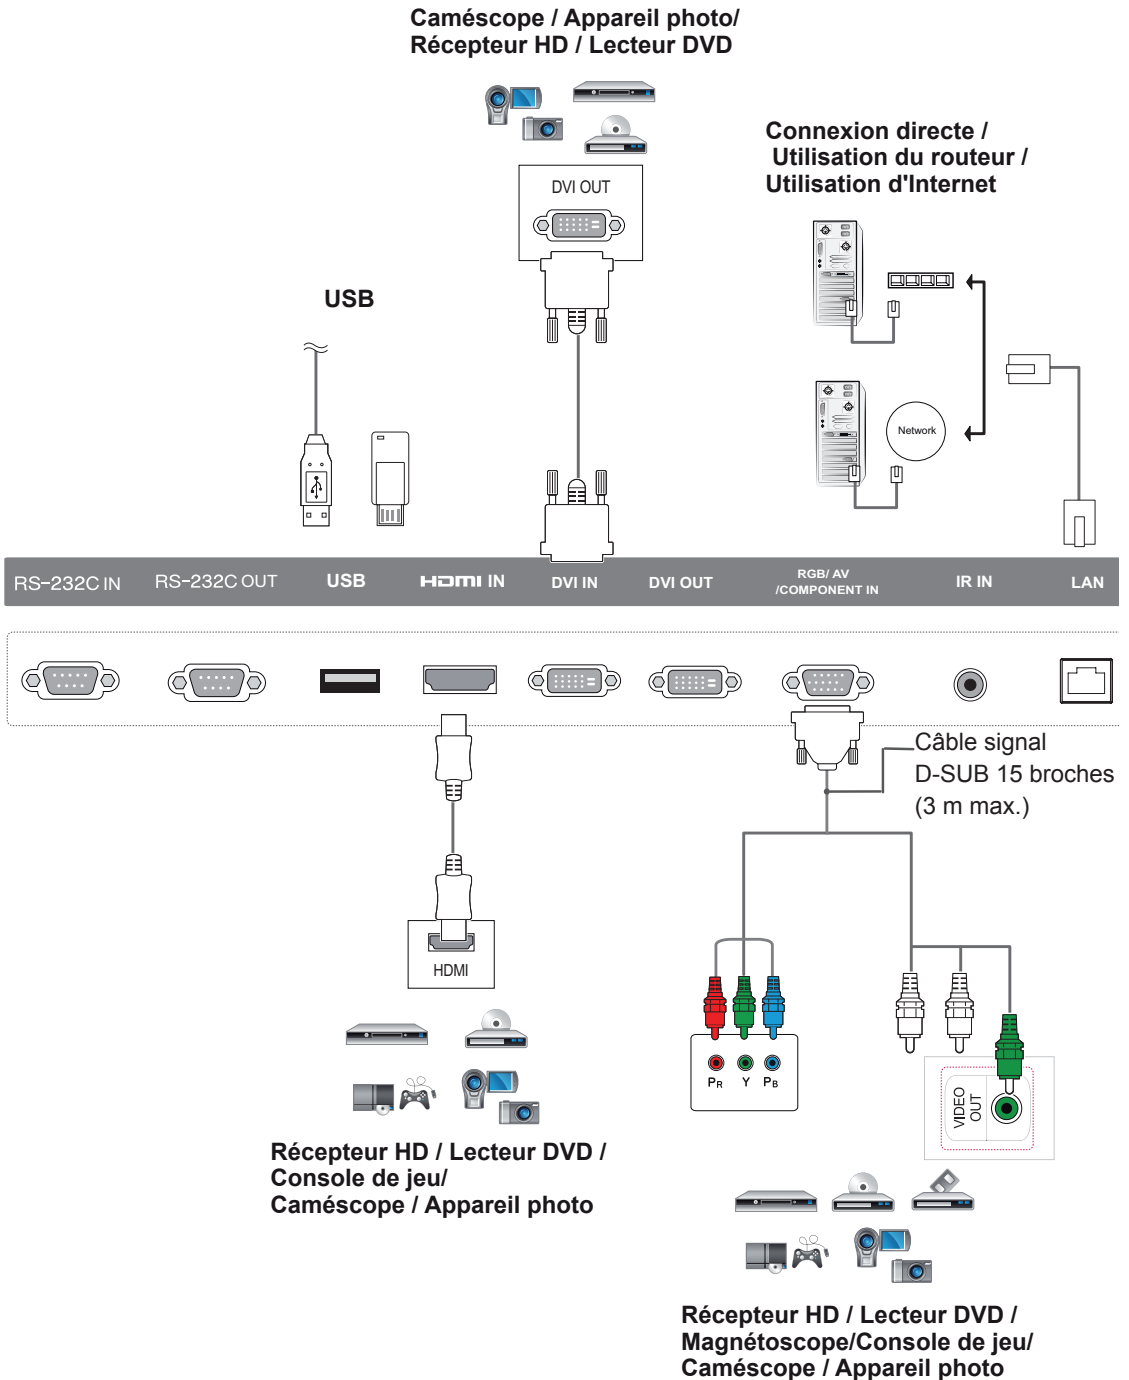 Caméscope / Appareil photo/
Récepteur HD / Lecteur DVD
DVI OUT
Connexion directe /
Utilisation du routeur /
Utilisation d'Internet
USB
Network
RS-232C IN
RS-232C OUT
USB
HDMI IN
DVI IN
DVI OUT
RGB/ AV
/COMPONENT IN
IR IN
LAN
Câble signal
D-SUB 15 broches
(3 m max.)
HDMI
PR Y PB
VIDEO
OUT
Récepteur HD / Lecteur DVD /
Console de jeu/
Caméscope / Appareil photo
Récepteur HD / Lecteur DVD /
Magnétoscope/Console de jeu/
Caméscope / Appareil photo